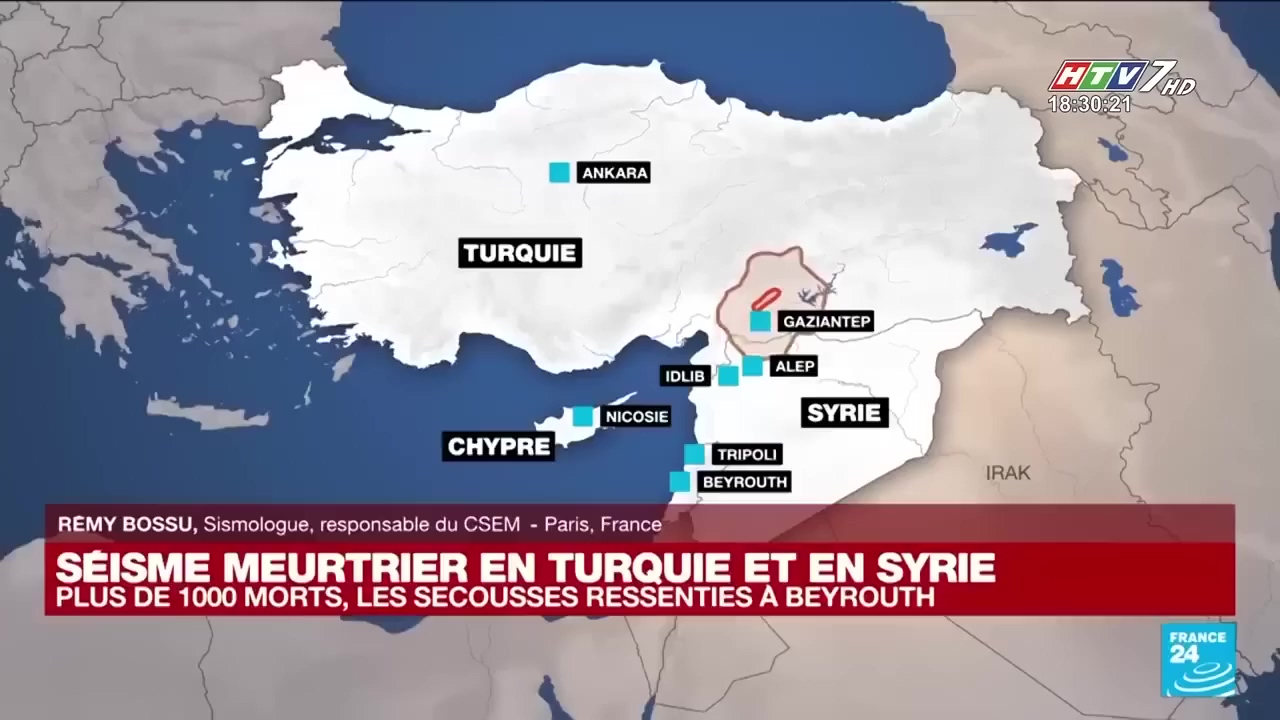 HTV7 HD
18:30:21
ANKARA
TURQUIE
GAZIANTEP
ALEP
IDLIB
SYRIE
NICOSIE
CHYPRE
TRIPOLI
BEYROUTH
IRAK
RÉMY BOSSU, Sismologue, responsable du CSEM - Paris, France
SÉISME MEURTRIER EN TURQUIE ET EN SYRIE
PLUS DE 1000 MORTS, LES SECOUSSES RESSENTIES À BEYROUTH
FRANCE
24